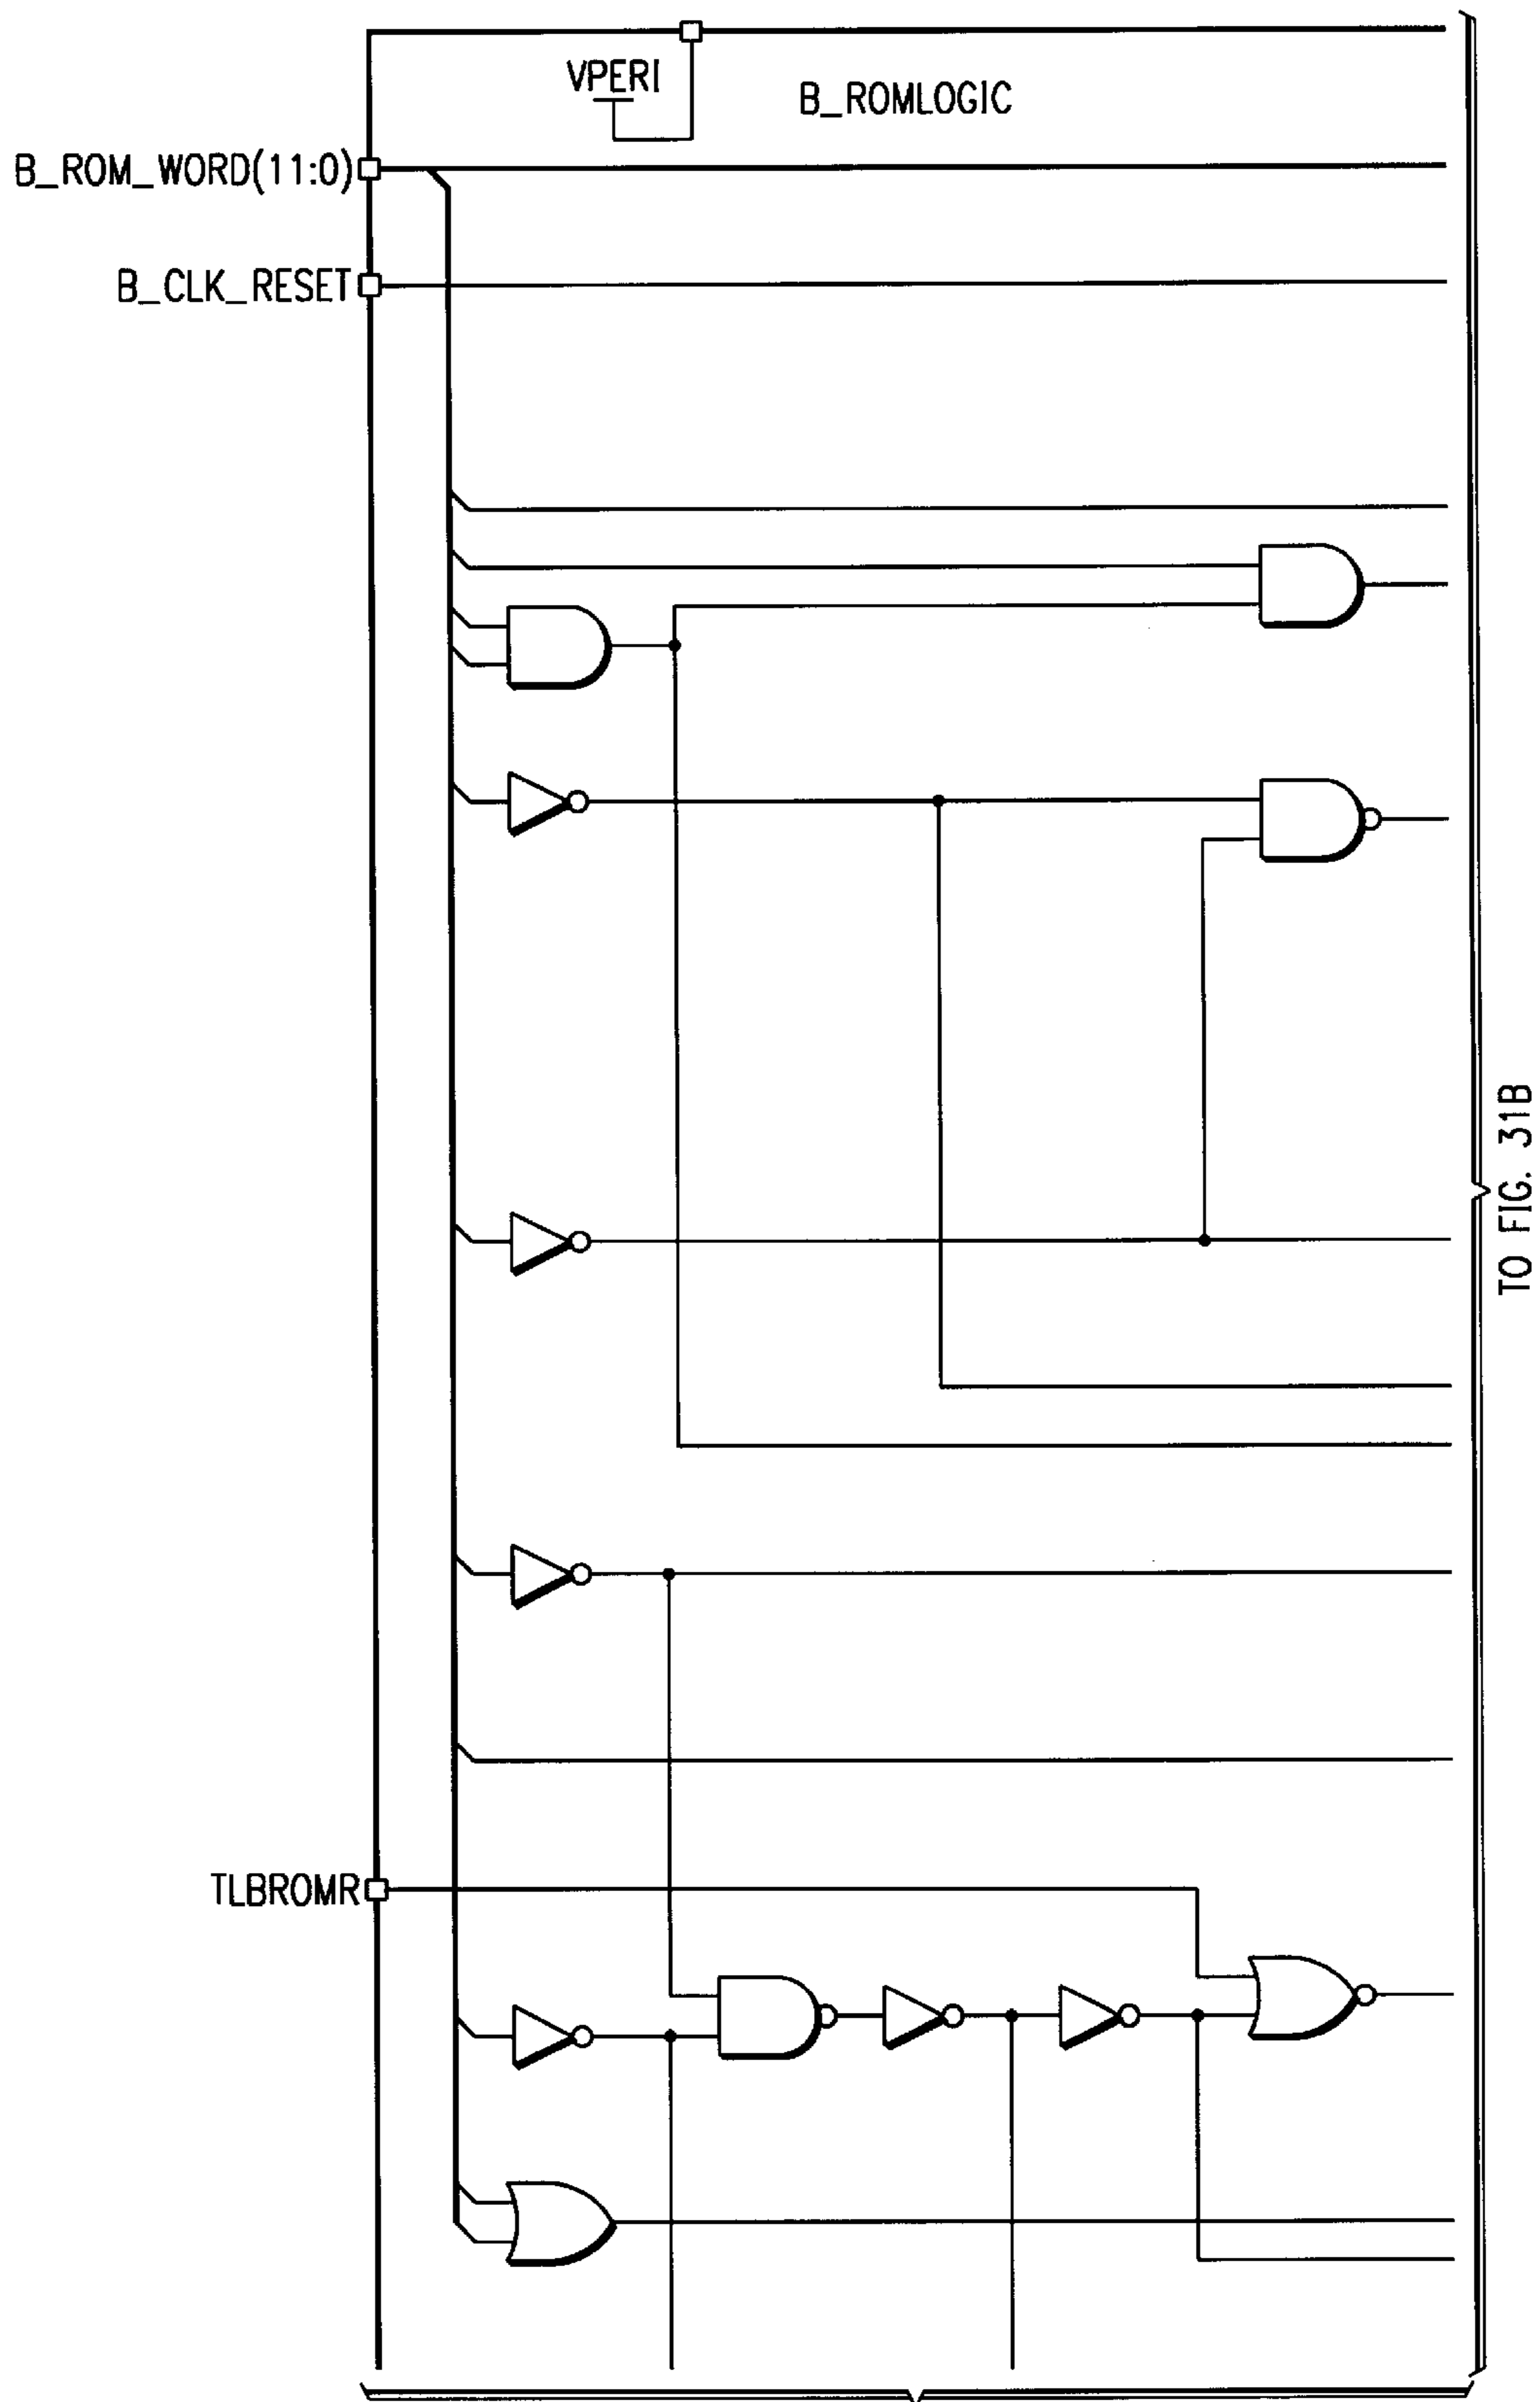 VPERI
B_ROMLOGIC
B_ROM_WORD(11:0)
B_CLK_RESET
TO FIG. 31B
TLBROMR